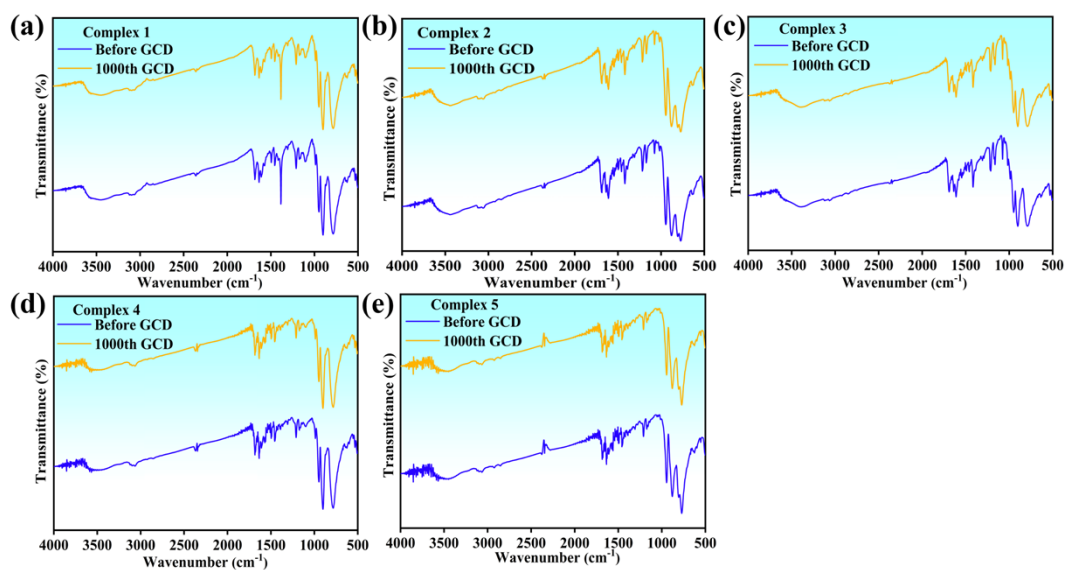 (a)
Complex 1
Before GCD
1000th GCD
Transmittance (%)
4000 3500 3000 2500 2000 1500 1000 500
Wavenumber (cm⁻¹)
(b)
Complex 2
Before GCD
1000th GCD
Transmittance (%)
4000 3500 3000 2500 2000 1500 1000 500
Wavenumber (cm⁻¹)
(c)
Complex 3
Before GCD
1000th GCD
Transmittance (%)
4000 3500 3000 2500 2000 1500 1000 500
Wavenumber (cm⁻¹)
(d)
Complex 4
Before GCD
1000th GCD
Transmittance (%)
4000 3500 3000 2500 2000 1500 1000 500
Wavenumber (cm⁻¹)
(e)
Complex 5
Before GCD
1000th GCD
Transmittance (%)
4000 3500 3000 2500 2000 1500 1000 500
Wavenumber (cm⁻¹)